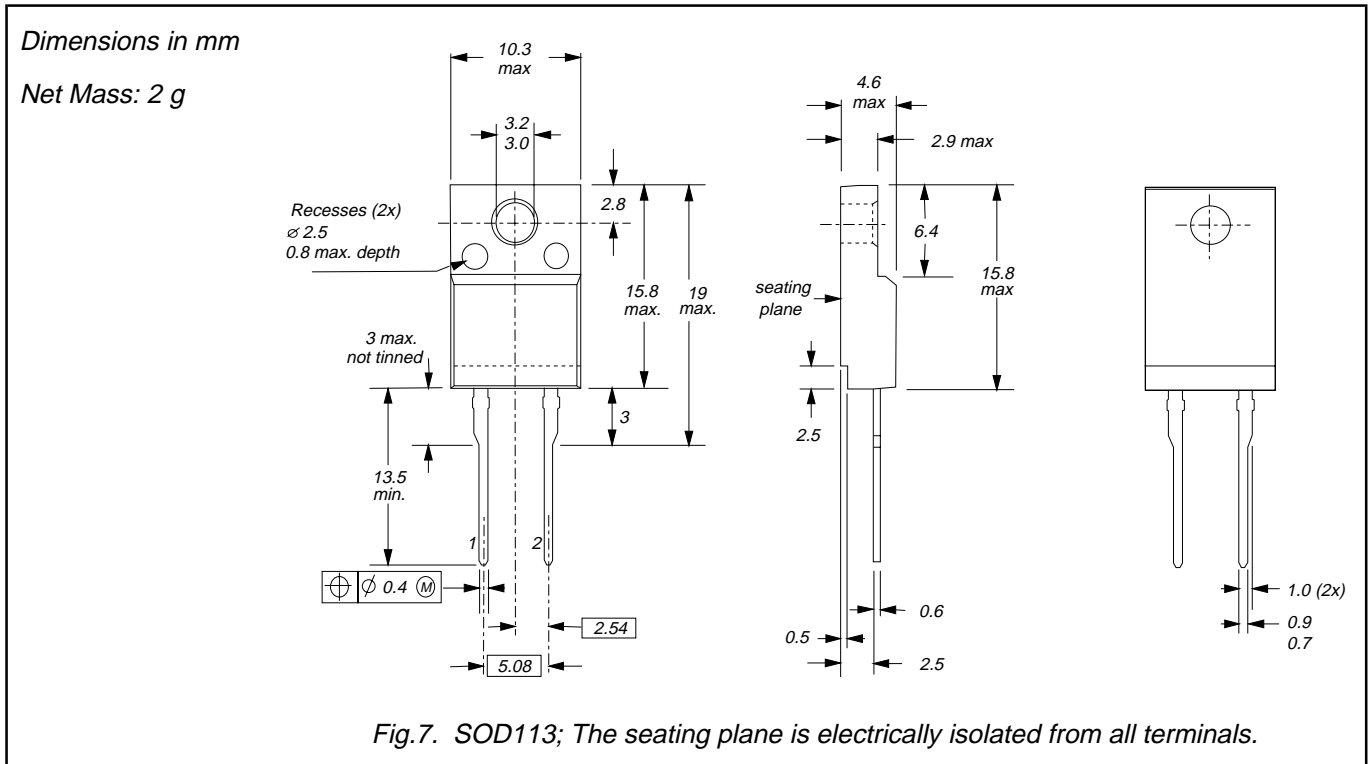 Dimensions in mm
Net Mass: 2 g
10.3
max
3.2
3.0
2.8
Recesses (2x)
⌀ 2.5
0.8 max. depth
15.8
max.
19
max.
3 max.
not tinned
3
13.5
min.
1
2
⌀ 0.4 Ⓜ
2.54
5.08
4.6
max
2.9 max
6.4
15.8
max
seating
plane
2.5
0.6
0.5
2.5
1.0 (2x)
0.9
0.7
Fig.7. SOD113; The seating plane is electrically isolated from all terminals.